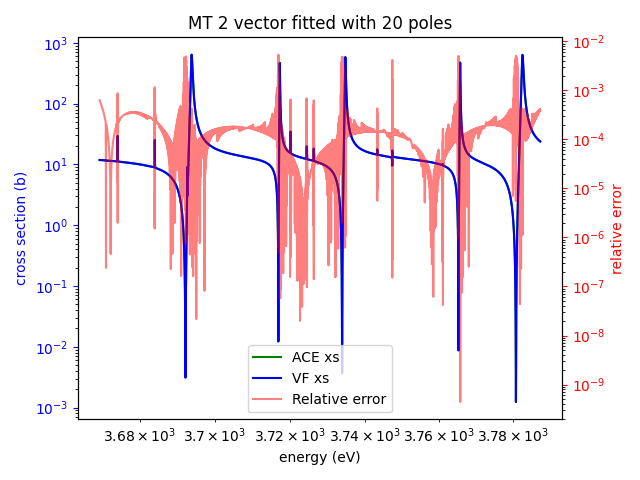 MT 2 vector fitted with 20 poles
10³
10²
10¹
10⁰
10⁻¹
10⁻²
10⁻³
cross section (b)
10⁻²
10⁻³
10⁻⁴
10⁻⁵
10⁻⁶
10⁻⁷
10⁻⁸
10⁻⁹
relative error
ACE xs
VF xs
Relative error
3.68 × 10³ 3.7 × 10³ 3.72 × 10³ 3.74 × 10³ 3.76 × 10³ 3.78 × 10³
energy (eV)